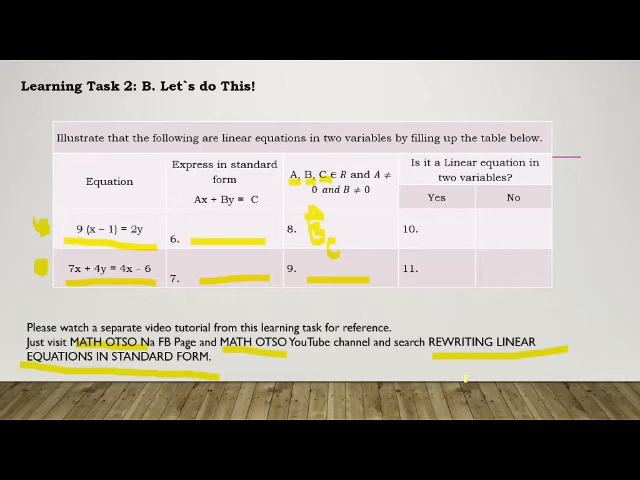 Learning Task 2: B. Let`s do This!
Illustrate that the following are linear equations in two variables by filling up the table below.
Equation
Express in standard
form
Ax + By = C
A, B, C ∈ R and A ≠
0 and B ≠ 0
Is it a Linear equation in
two variables?
Yes
No
9 (x – 1) = 2y
6.
8.
A
B
C
10.
7x + 4y = 4x – 6
7.
9.
11.
Please watch a separate video tutorial from this learning task for reference.
Just visit MATH OTSO Na FB Page and MATH OTSO YouTube channel and search REWRITING LINEAR
EQUATIONS IN STANDARD FORM.